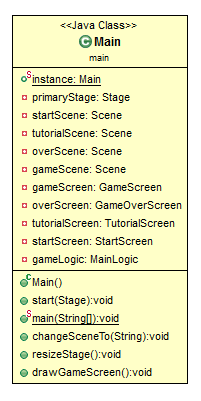 <<Java Class>>
Main
main
instance: Main
primaryStage: Stage
startScene: Scene
tutorialScene: Scene
overScene: Scene
gameScene: Scene
gameScreen: GameScreen
overScreen: GameOverScreen
tutorialScreen: TutorialScreen
startScreen: StartScreen
gameLogic: MainLogic
Main()
start(Stage):void
main(String[]):void
changeSceneTo(String):void
resizeStage():void
drawGameScreen():void